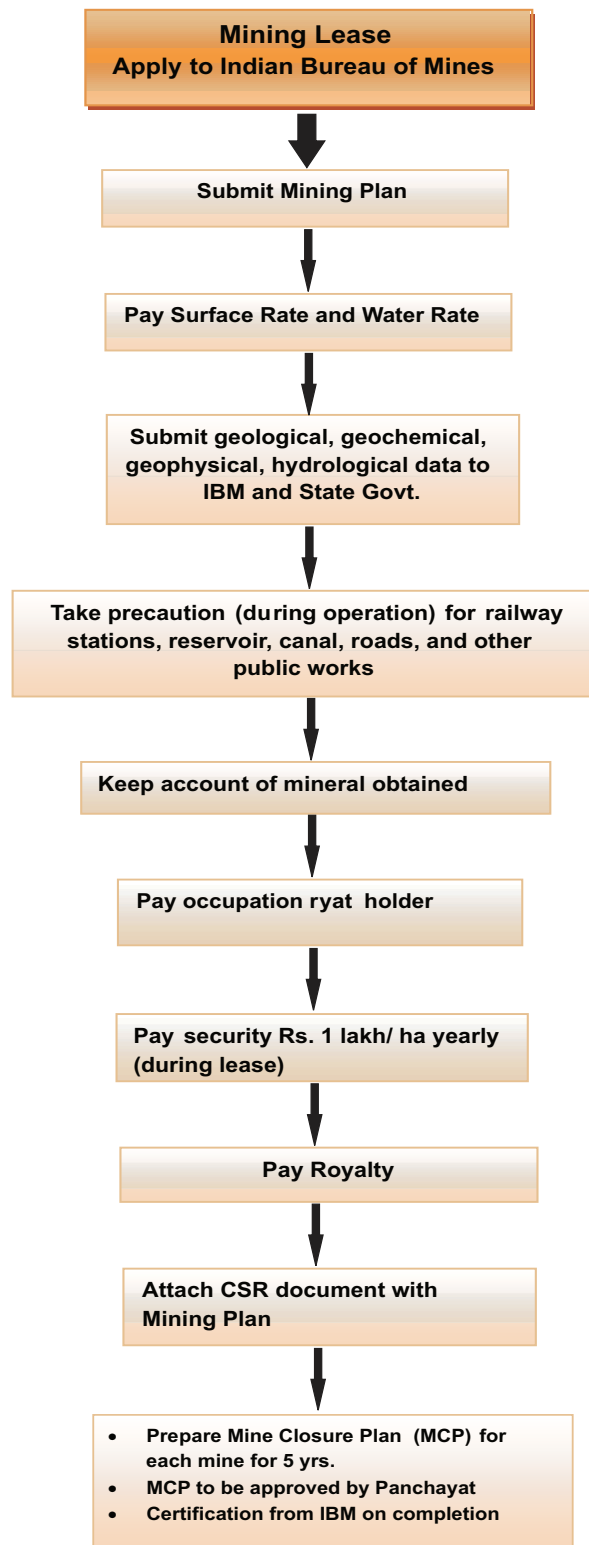 Mining Lease
Apply to Indian Bureau of Mines
Submit Mining Plan
Pay Surface Rate and Water Rate
Submit geological, geochemical,
geophysical, hydrological data to
IBM and State Govt.
Take precaution (during operation) for railway
stations, reservoir, canal, roads, and other
public works
Keep account of mineral obtained
Pay occupation ryat holder
Pay security Rs. 1 lakh/ ha yearly
(during lease)
Pay Royalty
Attach CSR document with
Mining Plan
• Prepare Mine Closure Plan (MCP) for
each mine for 5 yrs.
• MCP to be approved by Panchayat
• Certification from IBM on completion